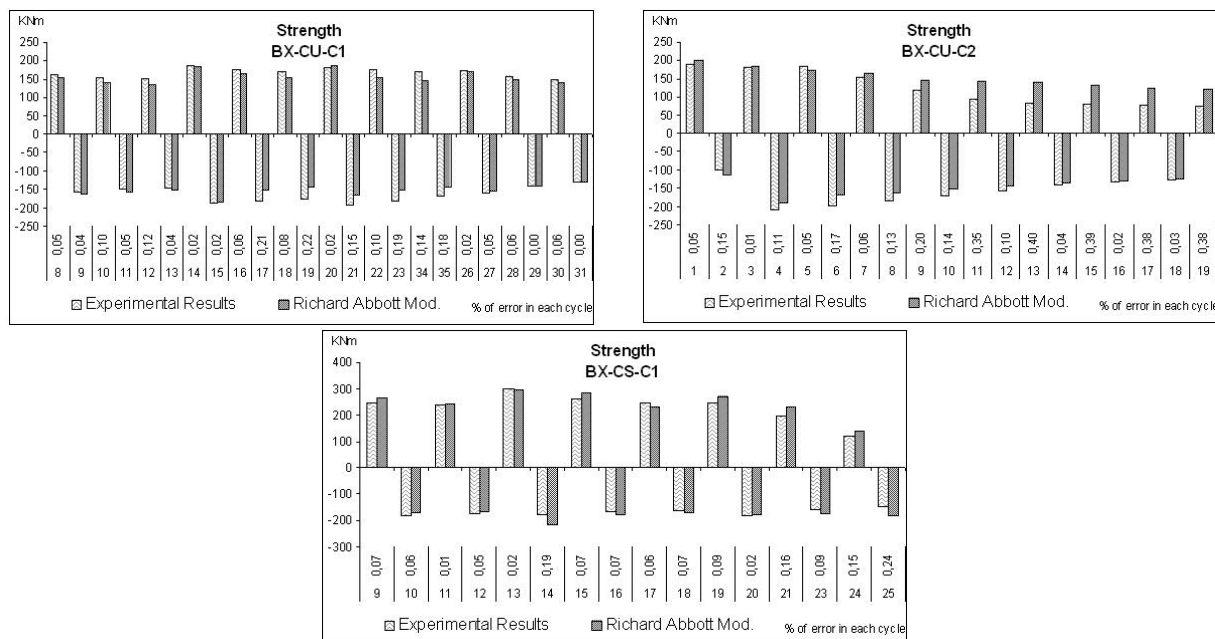 KNm
Strength
BX-CU-C1
250
200
150
100
50
0
-50
-100
-150
-200
-250
0,05 0,04 0,10 0,05 0,12 0,04 0,02 0,02 0,06 0,21 0,08 0,22 0,02 0,15 0,10 0,19 0,14 0,18 0,02 0,05 0,06 0,00 0,06 0,00
8 9 10 11 12 13 14 15 16 17 18 19 20 21 22 23 34 35 26 27 28 29 30 31
Experimental Results Richard Abbott Mod. % of error in each cycle
KNm
Strength
BX-CU-C2
250
200
150
100
50
0
-50
-100
-150
-200
-250
0,05 0,15 0,01 0,11 0,05 0,17 0,06 0,13 0,20 0,14 0,35 0,10 0,40 0,04 0,39 0,02 0,38 0,03 0,38
1 2 3 4 5 6 7 8 9 10 11 12 13 14 15 16 17 18 19
Experimental Results Richard Abbott Mod. % of error in each cycle
KNm
Strength
BX-CS-C1
400
300
200
100
0
-100
-200
-300
0,07 0,06 0,01 0,05 0,02 0,19 0,07 0,07 0,06 0,07 0,09 0,02 0,16 0,09 0,15 0,24
9 10 11 12 13 14 15 16 17 18 19 20 21 23 24 25
Experimental Results Richard Abbott Mod. % of error in each cycle